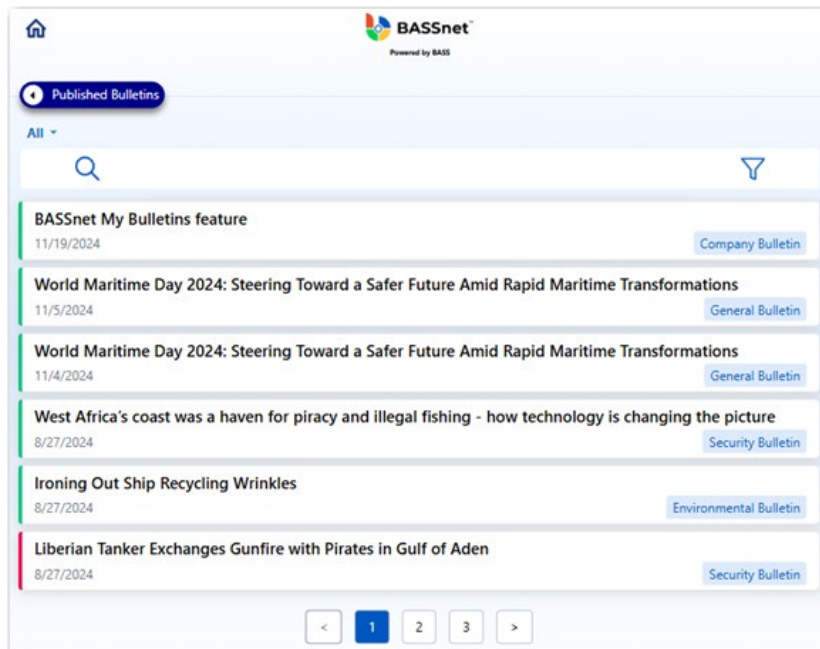 BASSnet™
Powered by BASS
Published Bulletins
All
BASSnet My Bulletins feature
11/19/2024
Company Bulletin
World Maritime Day 2024: Steering Toward a Safer Future Amid Rapid Maritime Transformations
11/5/2024
General Bulletin
World Maritime Day 2024: Steering Toward a Safer Future Amid Rapid Maritime Transformations
11/4/2024
General Bulletin
West Africa's coast was a haven for piracy and illegal fishing - how technology is changing the picture
8/27/2024
Security Bulletin
Ironing Out Ship Recycling Wrinkles
8/27/2024
Environmental Bulletin
Liberian Tanker Exchanges Gunfire with Pirates in Gulf of Aden
8/27/2024
Security Bulletin
< 1 2 3 >